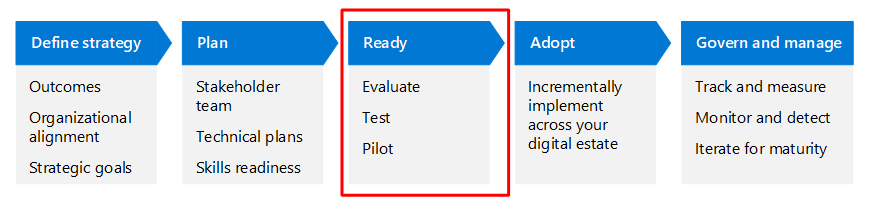 Define strategy
Outcomes
Organizational
alignment
Strategic goals
Plan
Stakeholder
team
Technical plans
Skills readiness
Ready
Evaluate
Test
Pilot
Adopt
Incrementally
implement
across your
digital estate
Govern and manage
Track and measure
Monitor and detect
Iterate for maturity